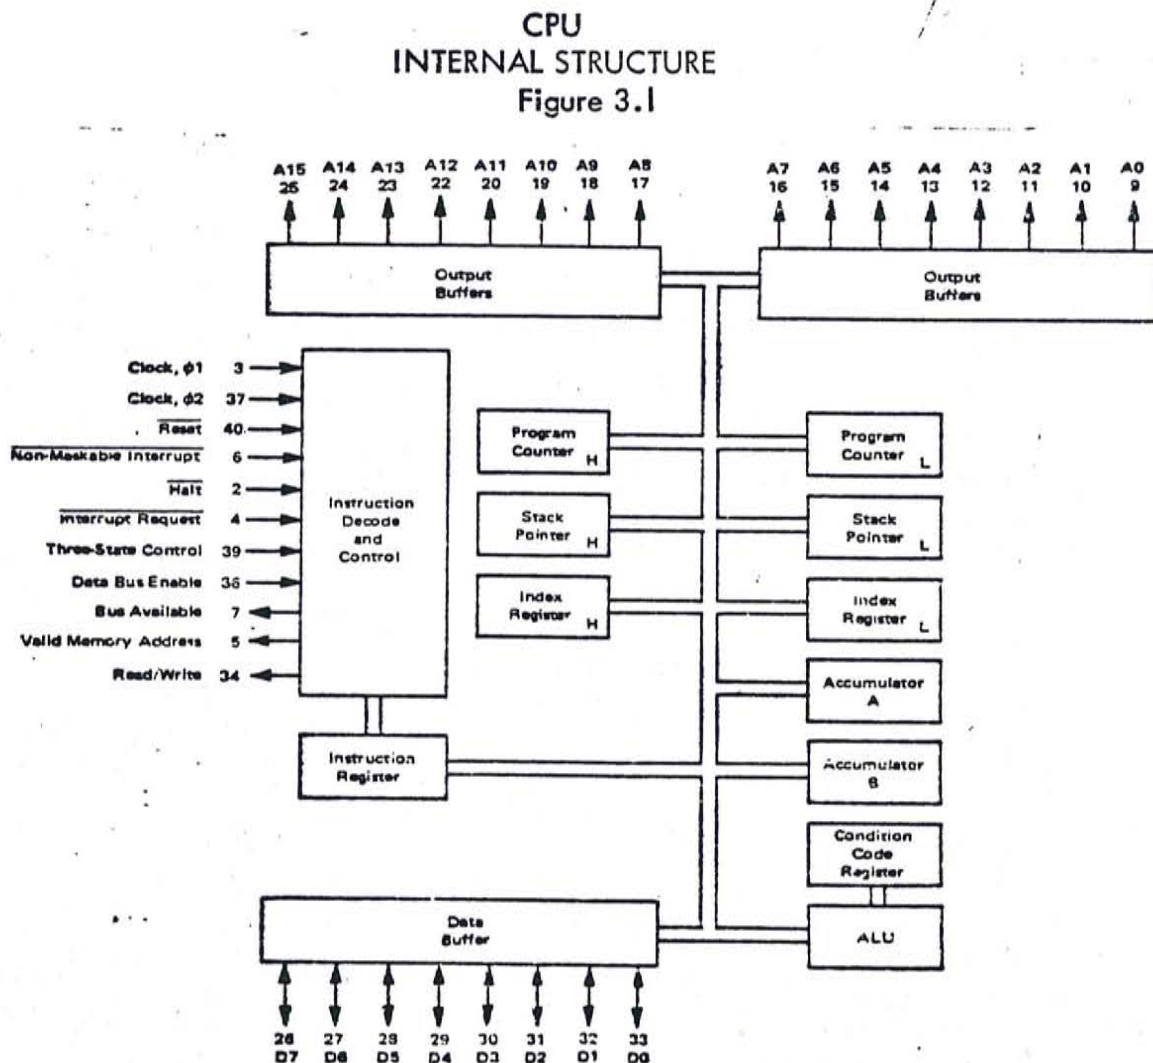 CPU
INTERNAL STRUCTURE
Figure 3.1
A15 A14 A13 A12 A11 A10 A9 A8 A7 A6 A5 A4 A3 A2 A1 A0
25 24 23 22 20 19 18 17 16 15 14 13 12 11 10 9
Output
Buffers
Output
Buffers
Clock, ϕ1 3
Clock, ϕ2 37
Reset 40
Non-Maskable Interrupt 6
Halt 2
Interrupt Request 4
Three-State Control 39
Data Bus Enable 36
Bus Available 7
Valid Memory Address 5
Read/Write 34
Instruction
Decode
and
Control
Program
Counter H
Program
Counter L
Stack
Pointer H
Stack
Pointer L
Index
Register H
Index
Register L
Accumulator
A
Instruction
Register
Accumulator
B
Condition
Code
Register
Data
Buffer
ALU
26 27 28 29 30 31 32 33
D7 D6 D5 D4 D3 D2 D1 D0